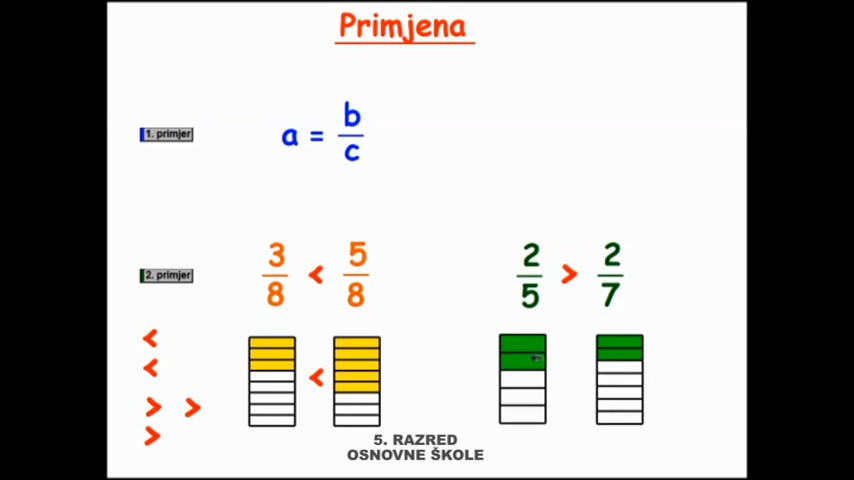 Primjena
1. primjer
a = b/c
2. primjer
3/8 < 5/8
2/5 > 2/7
<
<
<
> >
>
5. RAZRED
OSNOVNE ŠKOLE